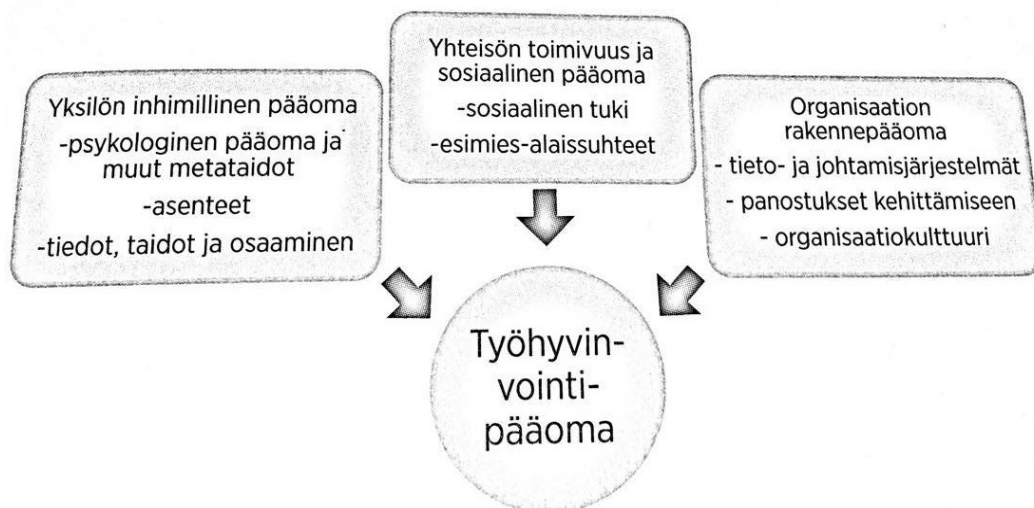 Yksilön inhimillinen pääoma
-psykologinen pääoma ja
muut metataidot
-asenteet
-tiedot, taidot ja osaaminen
Yhteisön toimivuus ja
sosiaalinen pääoma
-sosiaalinen tuki
-esimies-alaissuhteet
Organisaation
rakennepääoma
- tieto- ja johtamisjärjestelmät
- panostukset kehittämiseen
- organisaatiokulttuuri
Työhyvin-
vointi-
pääoma